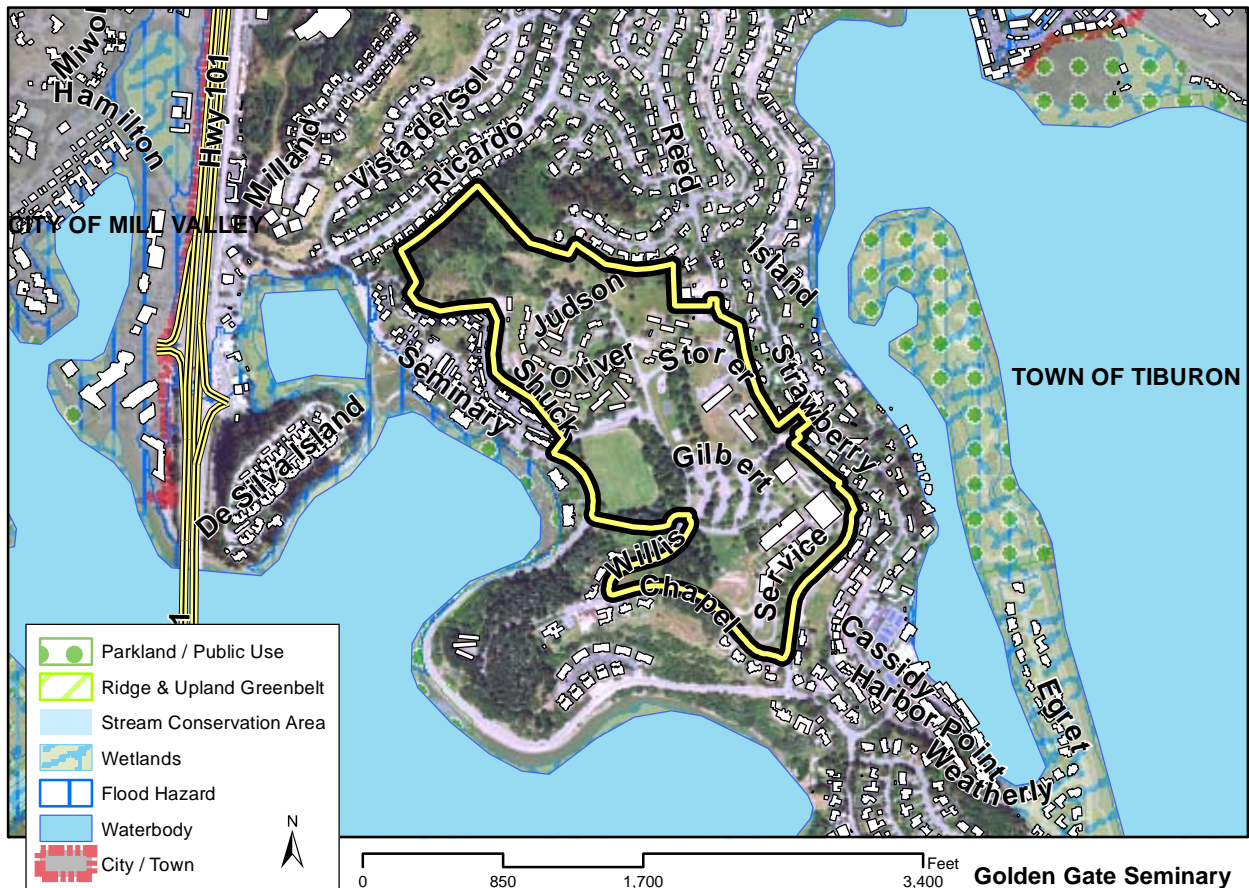 Miwok
Hamilton
Hwy 101
Milland
Vista del Sol
Ricardo
Reed
CITY OF MILL VALLEY
Island
Judson
Storer
Oliver
Shuck
Seminary
Strawberry
TOWN OF TIBURON
De Silva Island
Gilbert
Willis
Chapel
Service
Cassidy
Harbor Point
Weatherly
Egret
1
Parkland / Public Use
Ridge & Upland Greenbelt
Stream Conservation Area
Wetlands
Flood Hazard
Waterbody
City / Town
N
Feet
0 850 1,700 3,400
Golden Gate Seminary